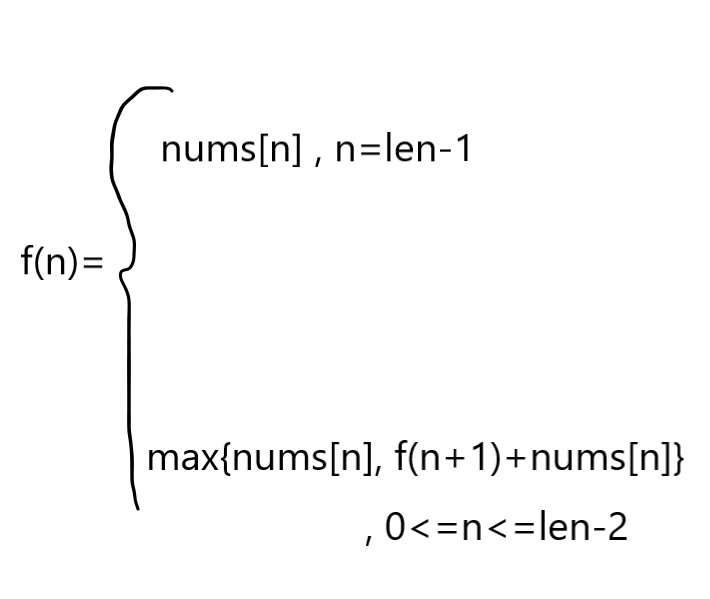 nums[n] , n=len-1
f(n)=
max{nums[n], f(n+1)+nums[n]}
, 0<=n<=len-2